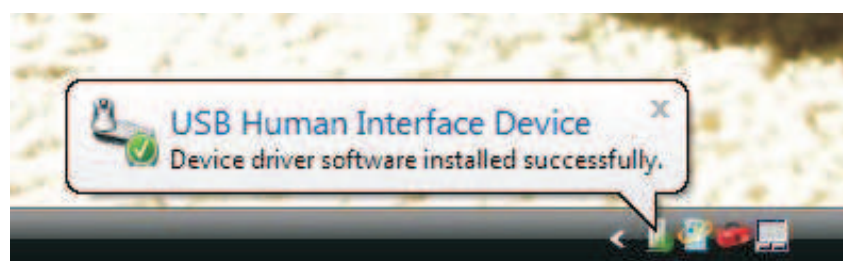 USB Human Interface Device
Device driver software installed successfully.